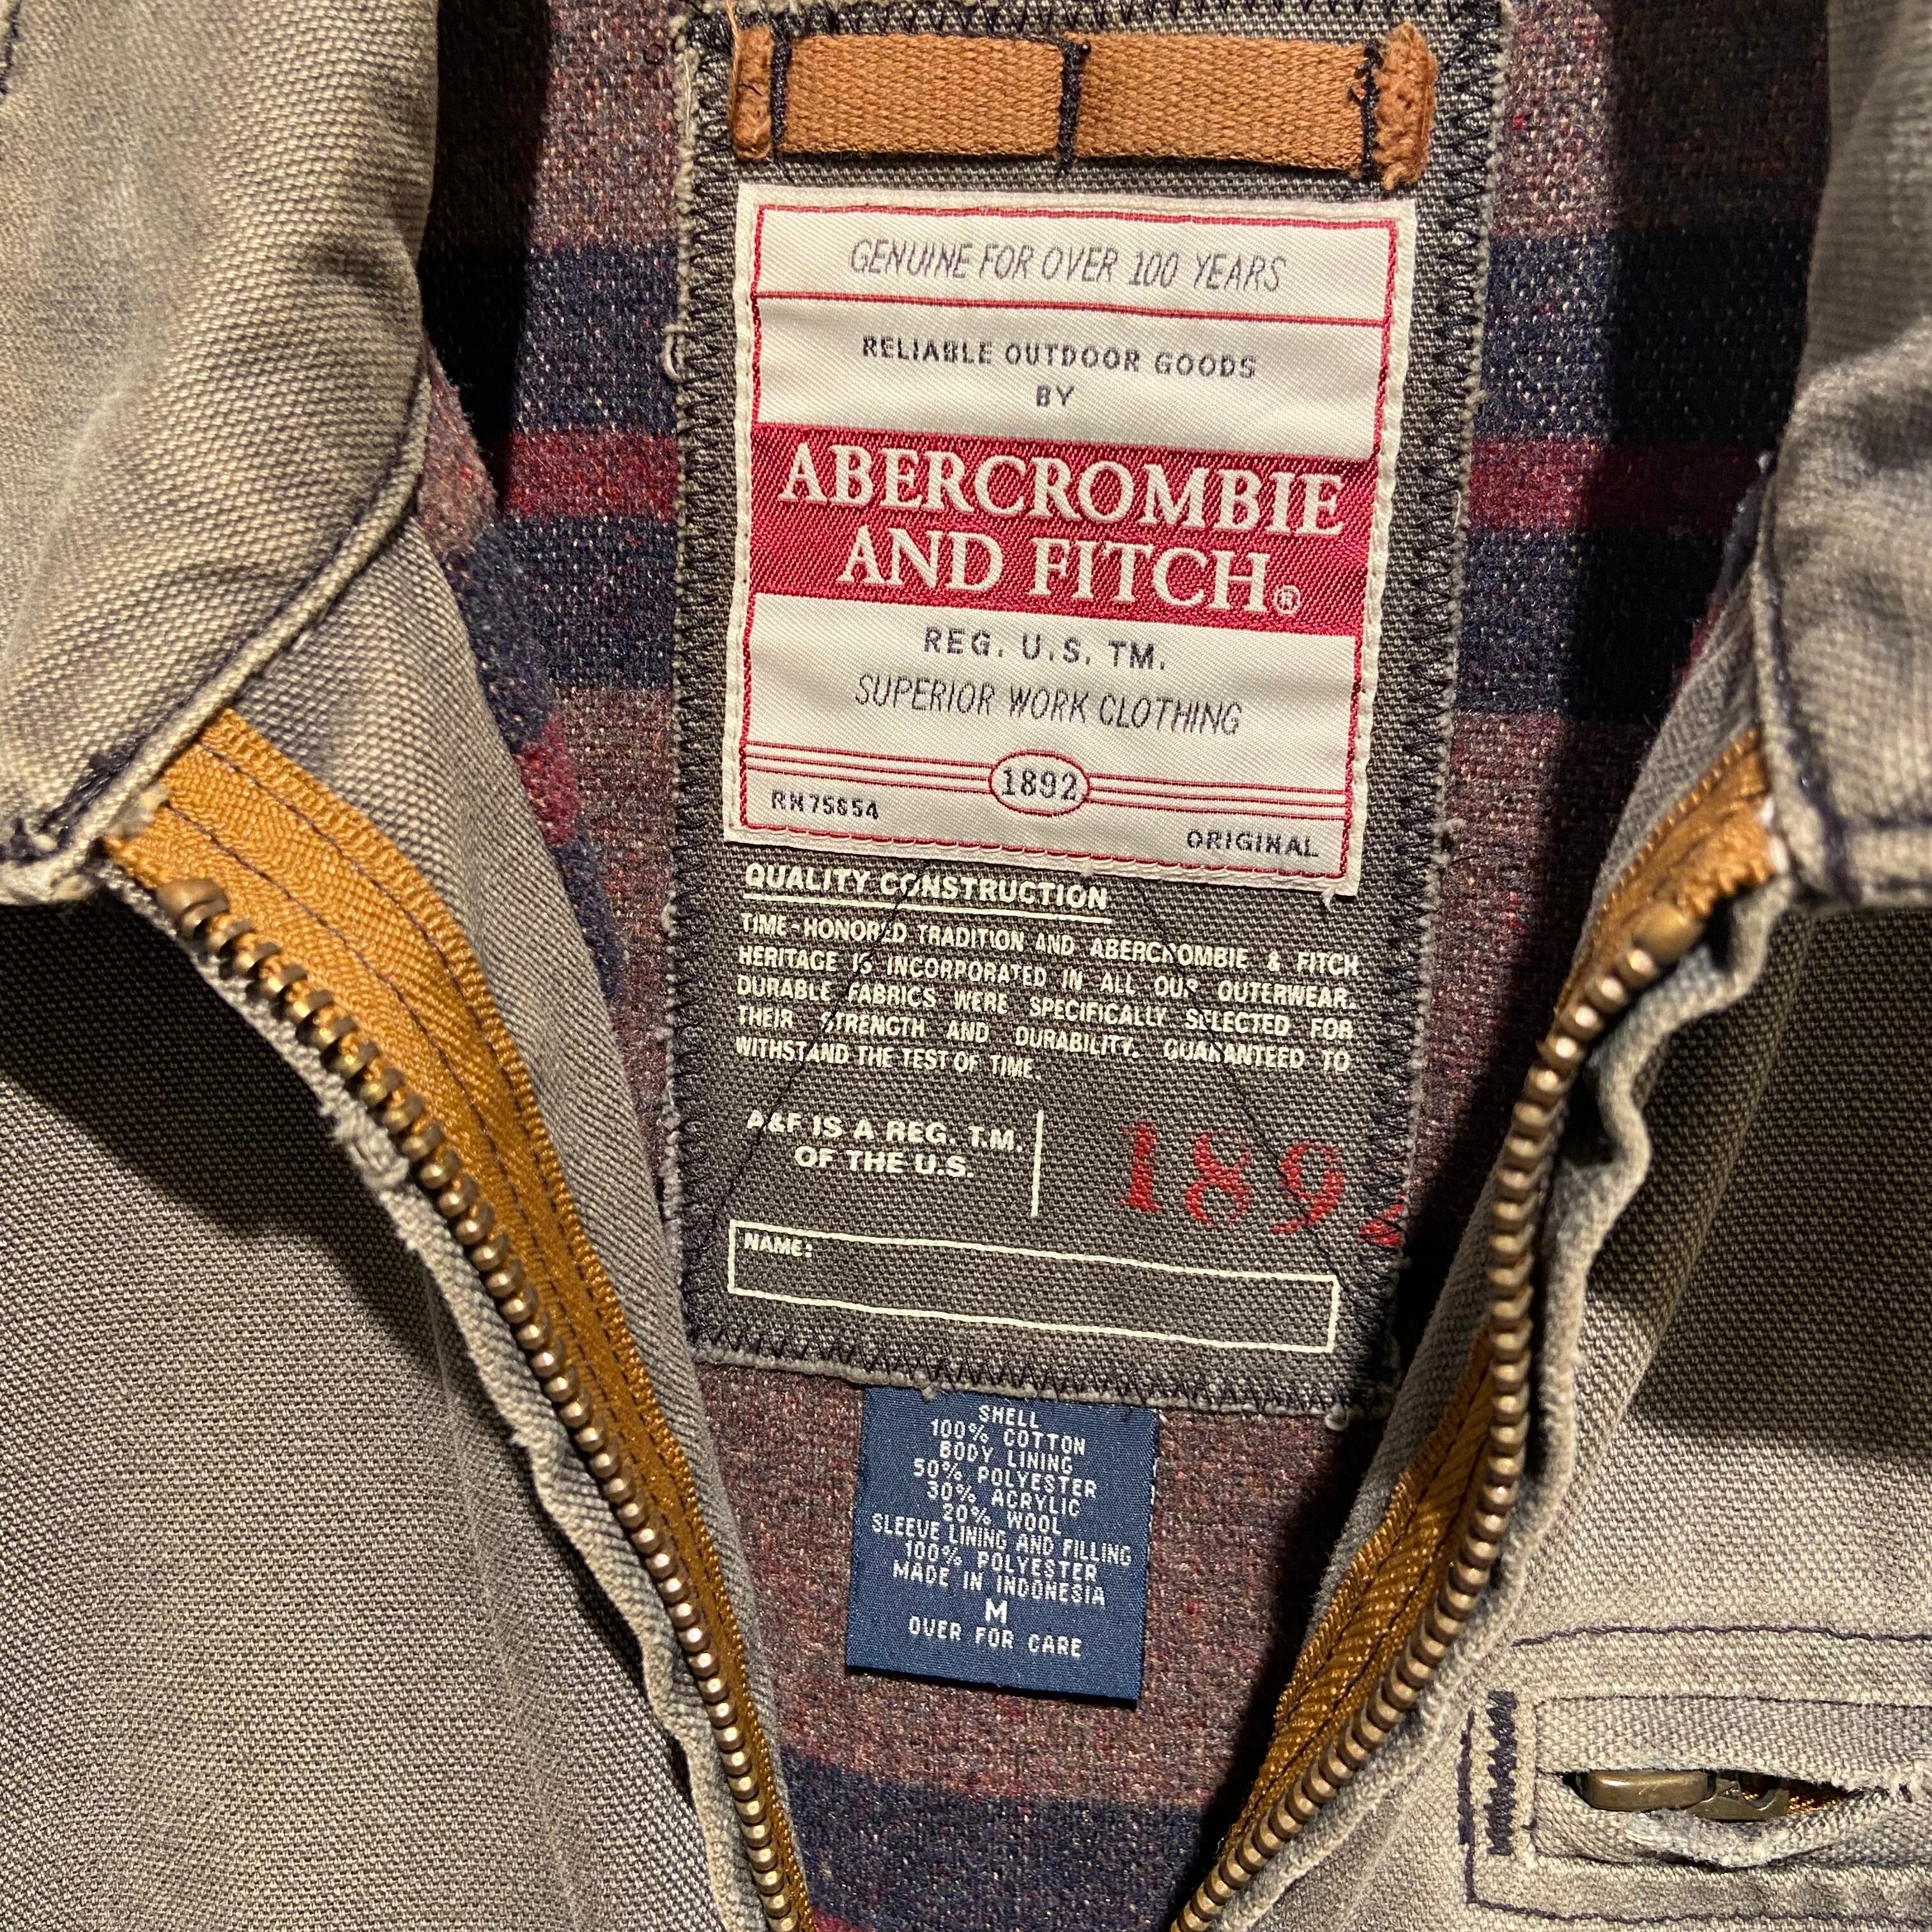 GENUINE FOR OVER 100 YEARS
RELIABLE OUTDOOR GOODS
BY
ABERCROMBIE
AND FITCH®
REG. U.S. TM.
SUPERIOR WORK CLOTHING
1892
RN75654
ORIGINAL
QUALITY CONSTRUCTION
TIME-HONORED TRADITION AND ABERCROMBIE & FITCH
HERITAGE IS INCORPORATED IN ALL OUR OUTERWEAR.
DURABLE FABRICS WERE SPECIFICALLY SELECTED FOR
THEIR STRENGTH AND DURABILITY. GUARANTEED TO
WITHSTAND THE TEST OF TIME.
A&F IS A REG. T.M.
OF THE U.S.
1892
NAME:
SHELL
100% COTTON
BODY LINING
50% POLYESTER
30% ACRYLIC
20% WOOL
SLEEVE LINING AND FILLING
100% POLYESTER
MADE IN INDONESIA
M
OVER FOR CARE